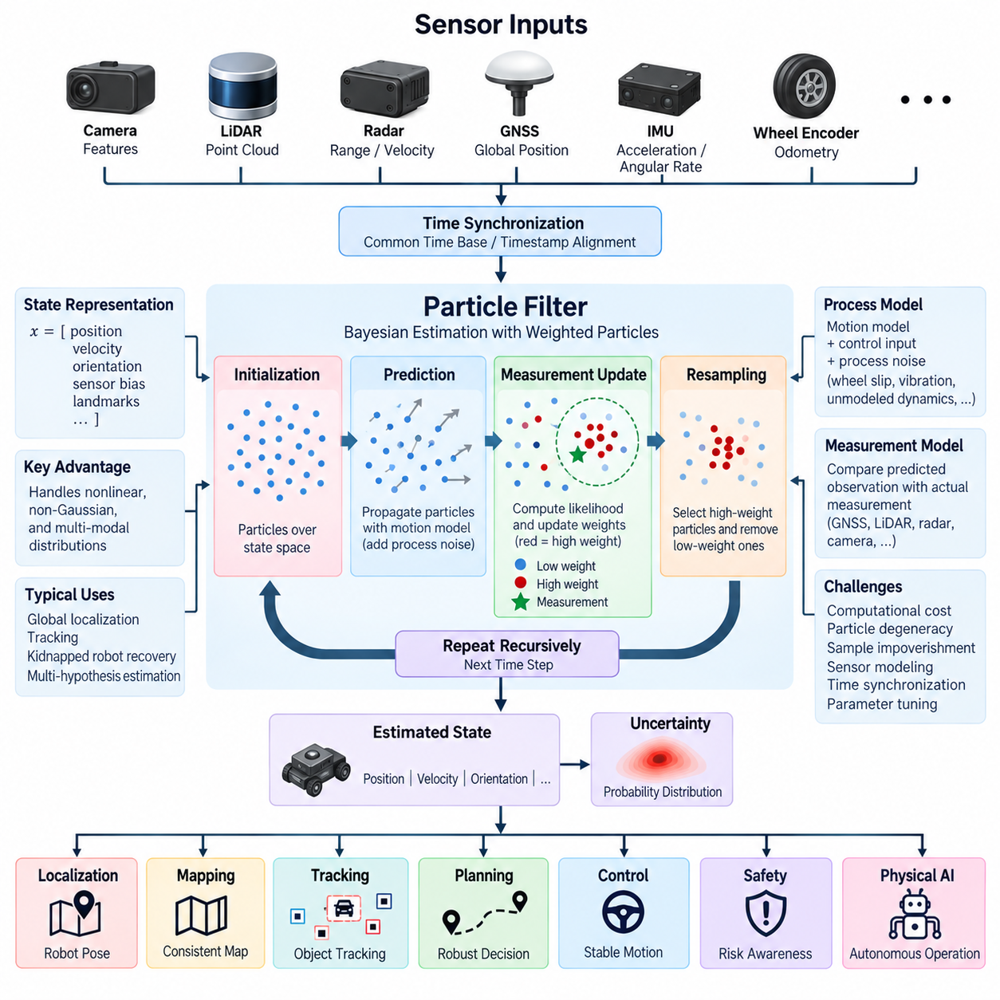 Sensor Inputs
Camera
Features
LiDAR
Point Cloud
Radar
Range / Velocity
GNSS
Global Position
IMU
Acceleration /
Angular Rate
Wheel Encoder
Odometry
...
Time Synchronization
Common Time Base / Timestamp Alignment
State Representation
x = [ position
velocity
orientation
sensor bias
landmarks
... ]
Key Advantage
Handles nonlinear,
non-Gaussian,
and multi-modal
distributions
Typical Uses
Global localization
Tracking
Kidnapped robot recovery
Multi-hypothesis estimation
Particle Filter
Bayesian Estimation with Weighted Particles
Initialization
Particles over
state space
Prediction
Propagate particles
with motion model
(add process noise)
Measurement Update
Compute likelihood
and update weights
(red = high weight)
Low weight
High weight
Measurement
Resampling
Select high-weight
particles and remove
low-weight ones
Repeat Recursively
Next Time Step
Process Model
Motion model
+ control input
+ process noise
(wheel slip, vibration,
unmodeled dynamics, ...)
Measurement Model
Compare predicted
observation with actual
measurement
(GNSS, LiDAR, radar,
camera, ...)
Challenges
Computational cost
Particle degeneracy
Sample impoverishment
Sensor modeling
Time synchronization
Parameter tuning
Estimated State
Position | Velocity | Orientation | ...
Uncertainty
Probability Distribution
Localization
Robot Pose
Mapping
Consistent Map
Tracking
Object Tracking
Planning
Robust Decision
Control
Stable Motion
Safety
Risk Awareness
Physical AI
Autonomous Operation